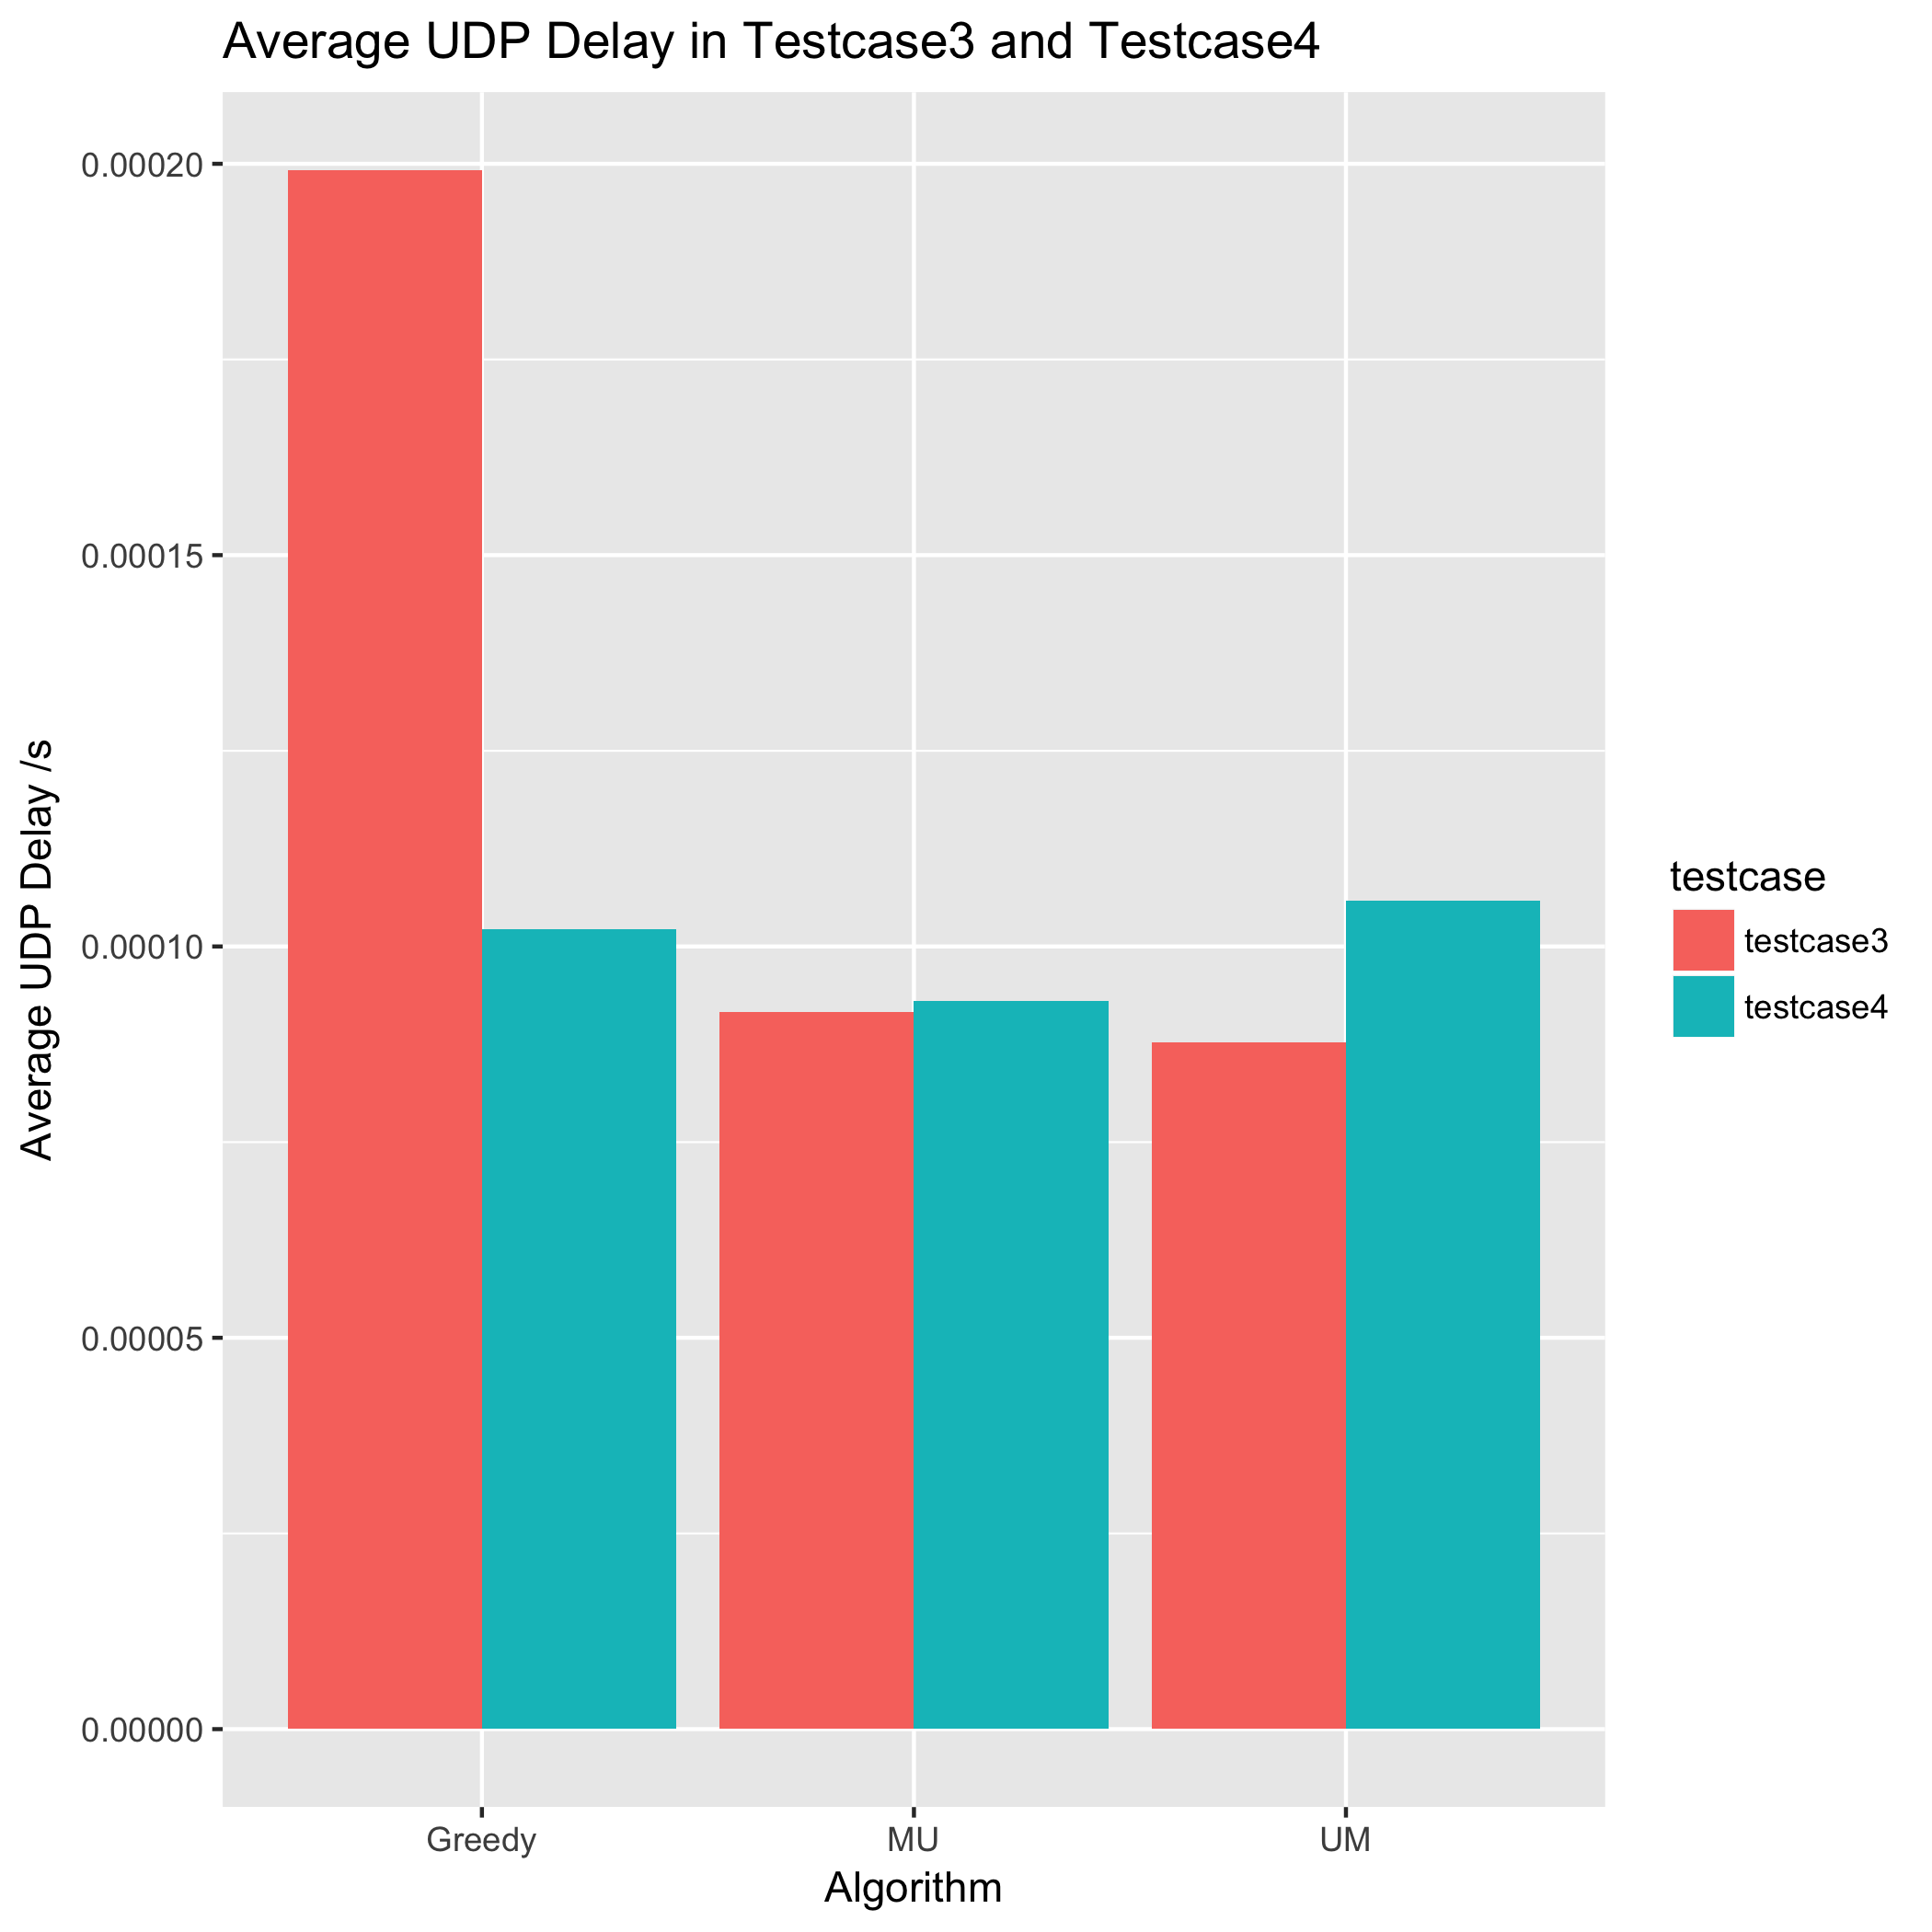 Average UDP Delay in Testcase3 and Testcase4
Average UDP Delay /s
0.00020
0.00015
0.00010
0.00005
0.00000
Greedy
MU
UM
Algorithm
testcase
testcase3
testcase4